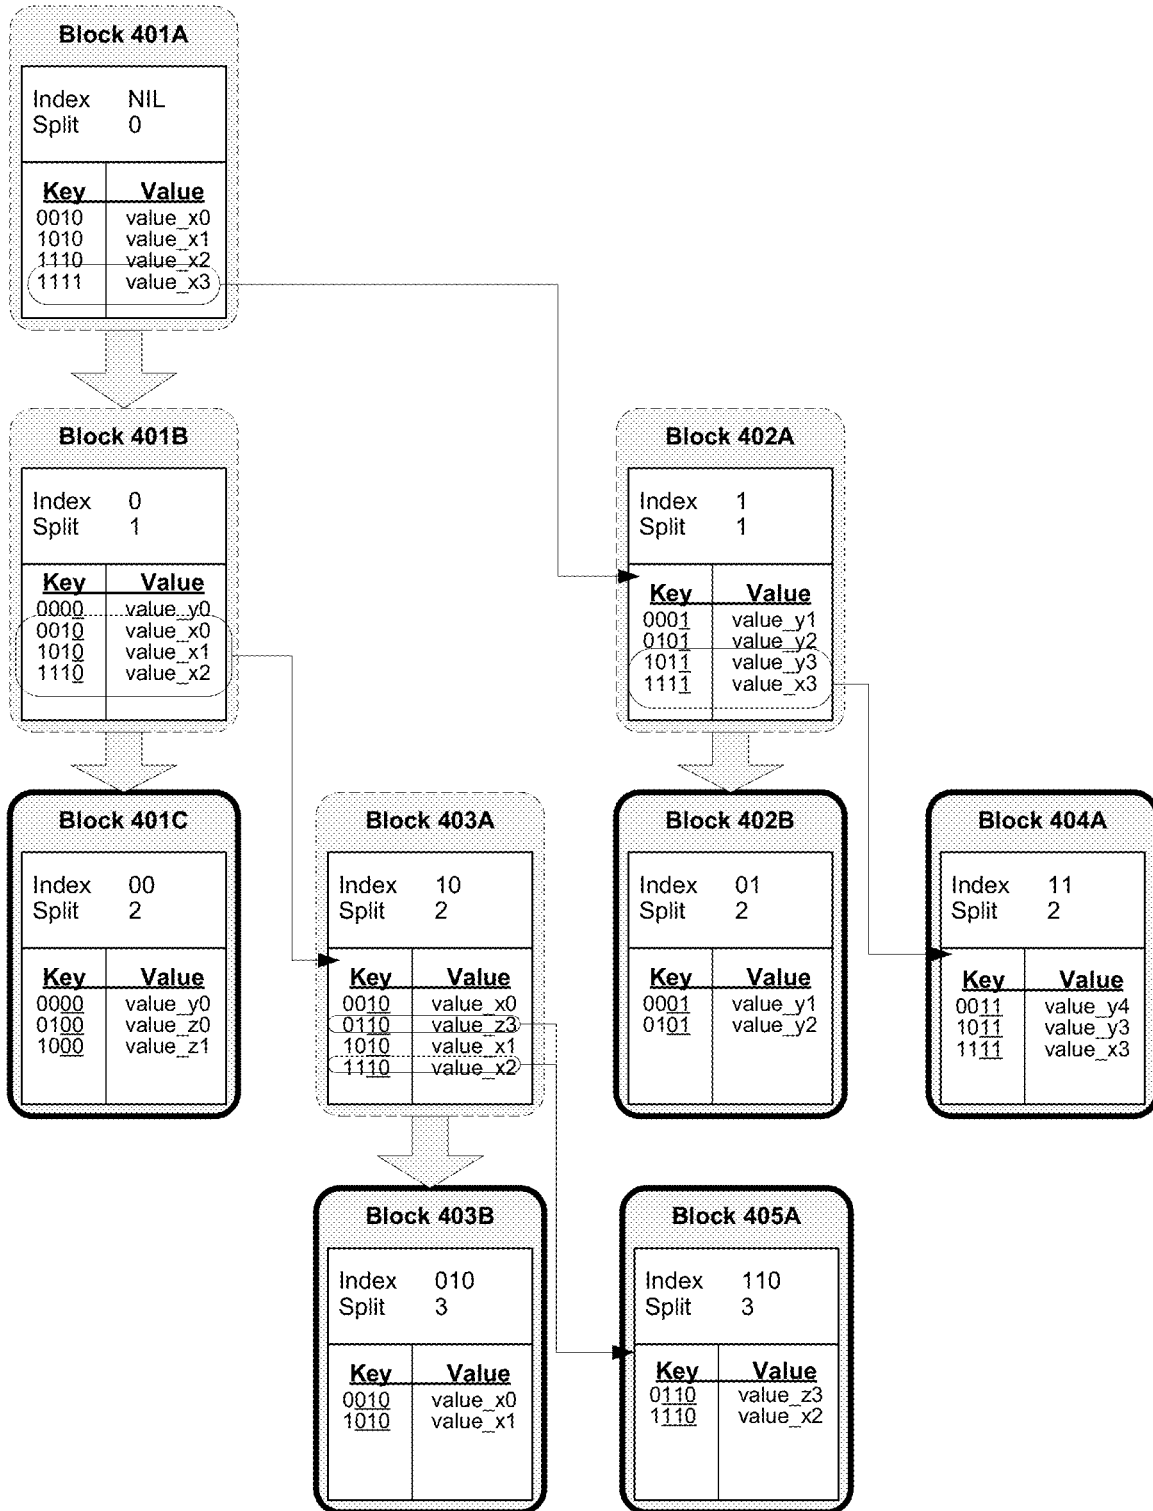 Block 401A
Index NIL
Split 0
Key Value
0010 value_x0
1010 value_x1
1110 value_x2
1111 value_x3
Block 401B
Index 0
Split 1
Key Value
0000 value_y0
0010 value_x0
1010 value_x1
1110 value_x2
Block 402A
Index 1
Split 1
Key Value
0001 value_y1
0101 value_y2
1011 value_y3
1111 value_x3
Block 401C
Index 00
Split 2
Key Value
0000 value_y0
0100 value_z0
1000 value_z1
Block 403A
Index 10
Split 2
Key Value
0010 value_x0
0110 value_z3
1010 value_x1
1110 value_x2
Block 402B
Index 01
Split 2
Key Value
0001 value_y1
0101 value_y2
Block 404A
Index 11
Split 2
Key Value
0011 value_y4
1011 value_y3
1111 value_x3
Block 403B
Index 010
Split 3
Key Value
0010 value_x0
1010 value_x1
Block 405A
Index 110
Split 3
Key Value
0110 value_z3
1110 value_x2